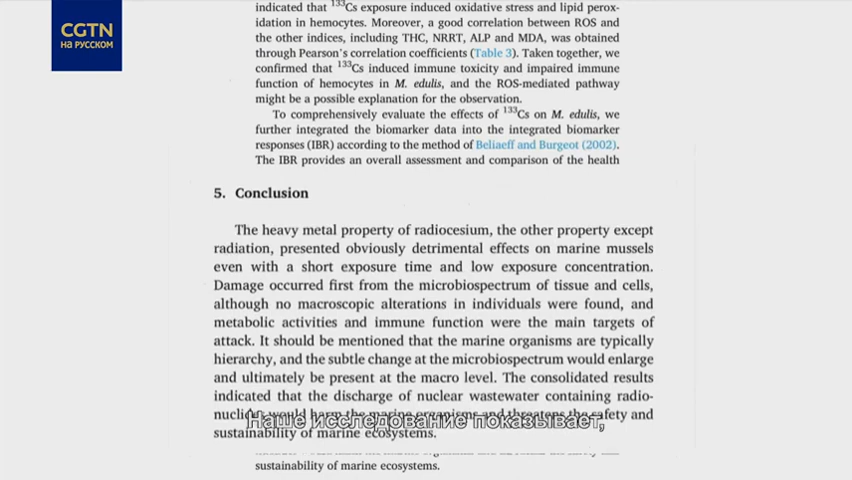 CGTN
на русском
indicated that ¹³³Cs exposure induced oxidative stress and lipid perox-
idation in hemocytes. Moreover, a good correlation between ROS and
the other indices, including THC, NRRT, ALP and MDA, was obtained
through Pearson's correlation coefficients (Table 3). Taken together, we
confirmed that ¹³³Cs induced immune toxicity and impaired immune
function of hemocytes in M. edulis, and the ROS-mediated pathway
might be a possible explanation for the observation.
To comprehensively evaluate the effects of ¹³³Cs on M. edulis, we
further integrated the biomarker data into the integrated biomarker
responses (IBR) according to the method of Beliaeff and Burgeot (2002).
The IBR provides an overall assessment and comparison of the health
5. Conclusion
The heavy metal property of radiocesium, the other property except
radiation, presented obviously detrimental effects on marine mussels
even with a short exposure time and low exposure concentration.
Damage occurred first from the microbiospectrum of tissue and cells,
although no macroscopic alterations in individuals were found, and
metabolic activities and immune function were the main targets of
attack. It should be mentioned that the marine organisms are typically
hierarchy, and the subtle change at the microbiospectrum would enlarge
and ultimately be present at the macro level. The consolidated results
indicated that the discharge of nuclear wastewater containing radio-
would harm the marine organisms and threatens the safety and
Наше исследование показывает,
sustainability of marine ecosystems.
sustainability of marine ecosystems.